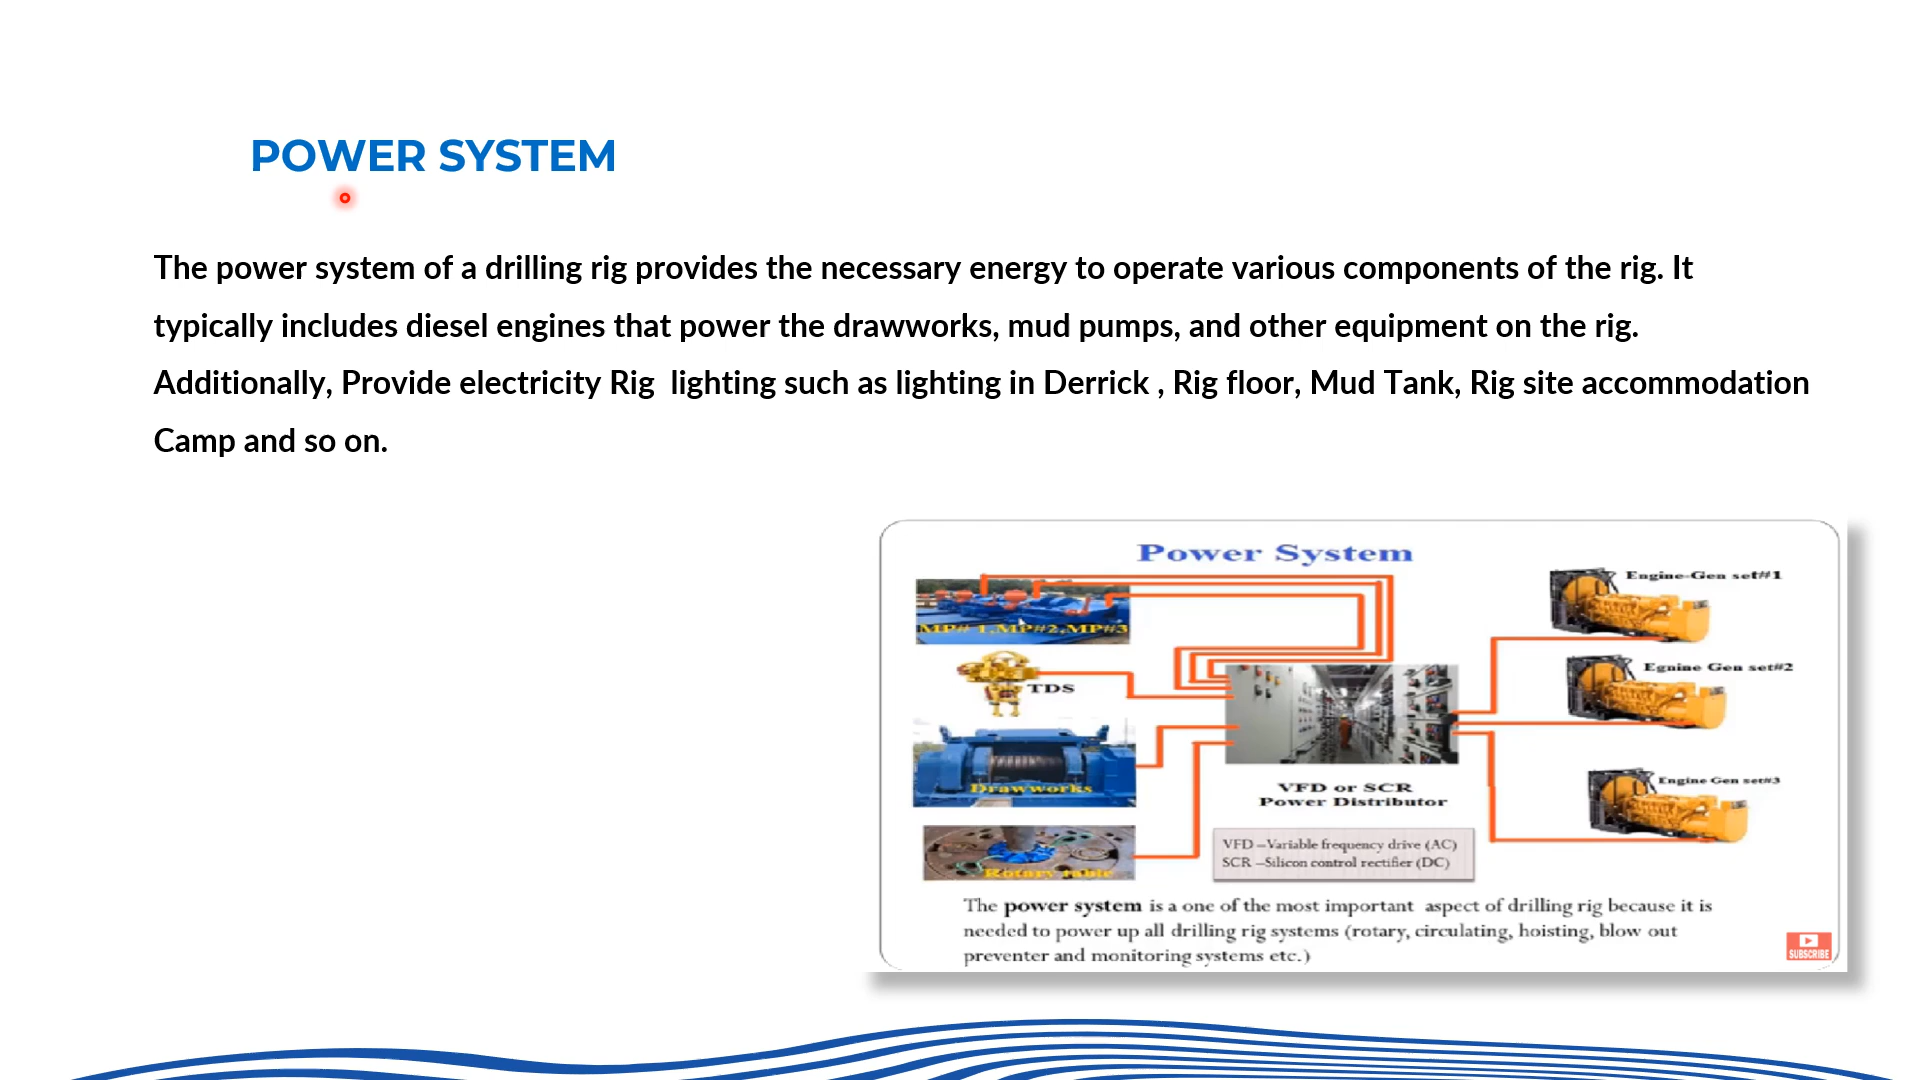 POWER SYSTEM
The power system of a drilling rig provides the necessary energy to operate various components of the rig. It
typically includes diesel engines that power the drawworks, mud pumps, and other equipment on the rig.
Additionally, Provide electricity Rig  lighting such as lighting in Derrick , Rig floor, Mud Tank, Rig site accommodation
Camp and so on.
Power System
Engine-Gen set#1
MP# 1,MP#2,MP#3
Egnine Gen set#2
TDS
Engine Gen set#3
Drawworks
VFD or SCR
Power Distributor
VFD –Variable frequency drive (AC)
SCR –Silicon control rectifier (DC)
Rotary table
The power system is a one of the most important  aspect of drilling rig because it is
needed to power up all drilling rig systems (rotary, circulating, hoisting, blow out
preventer and monitoring systems etc.)
SUBSCRIBE